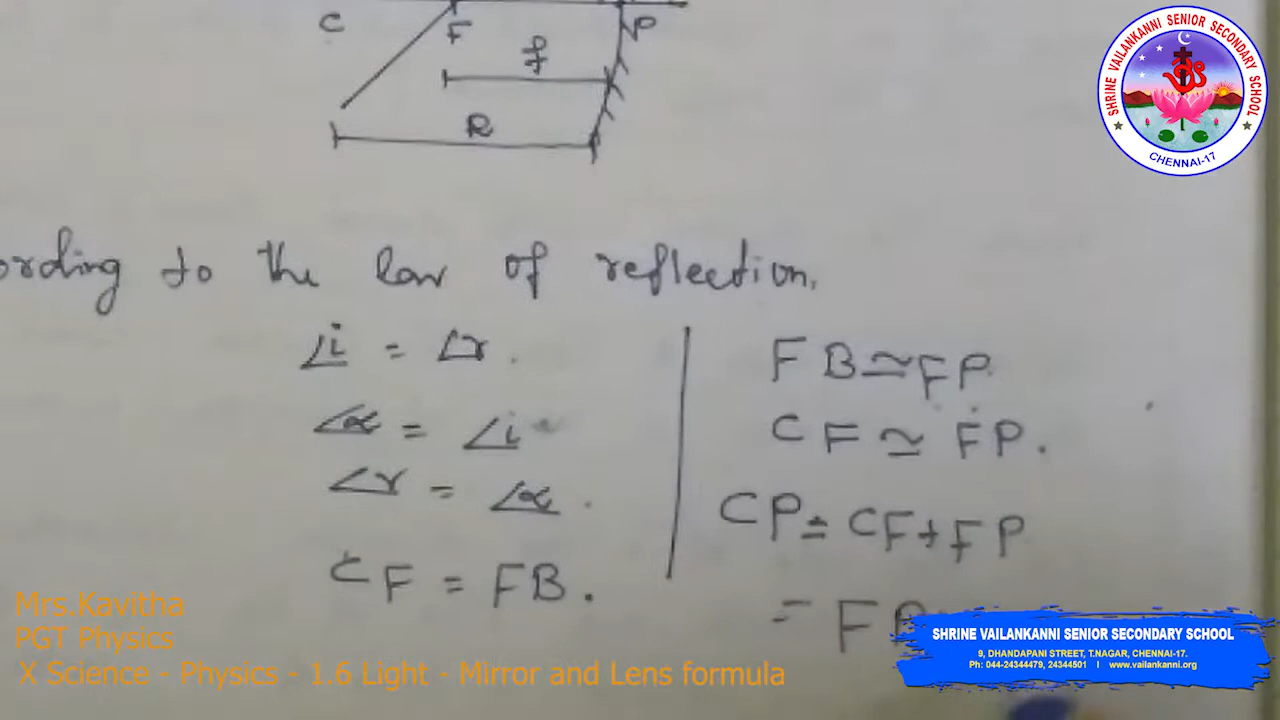 C F P
f
R
to the law of reflection.
∠i = ∠r.
∠α = ∠i
∠r = ∠α.
CF = FB.
FB ≅ FP
CF ≅ FP.
CP = CF + FP
= F
SHRINE VAILANKANNI SENIOR SECONDARY SCHOOL
CHENNAI-17
Mrs.Kavitha
PGT Physics
X Science - Physics - 1.6 Light - Mirror and Lens formula
SHRINE VAILANKANNI SENIOR SECONDARY SCHOOL
9, DHANDAPANI STREET, T.NAGAR, CHENNAI-17.
Ph: 044-24344479, 24344501 I www.vailankanni.org